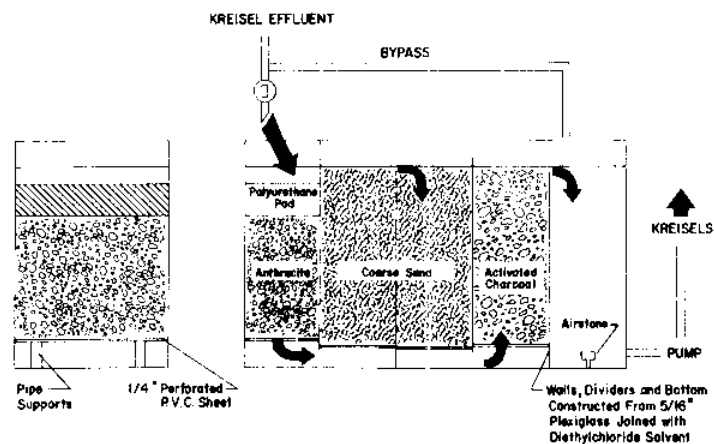 KREISEL EFFLUENT
BYPASS
Polyurethane
Pad
KREISELS
Anthracite
Coarse Sand
Activated
Charcoal
Airstone
PUMP
Pipe
Supports
1/4" Perforated
P.V.C. Sheet
Walls, Dividers and Bottom
Constructed From 5/16"
Plexiglass Joined with
Diethylchloride Solvent